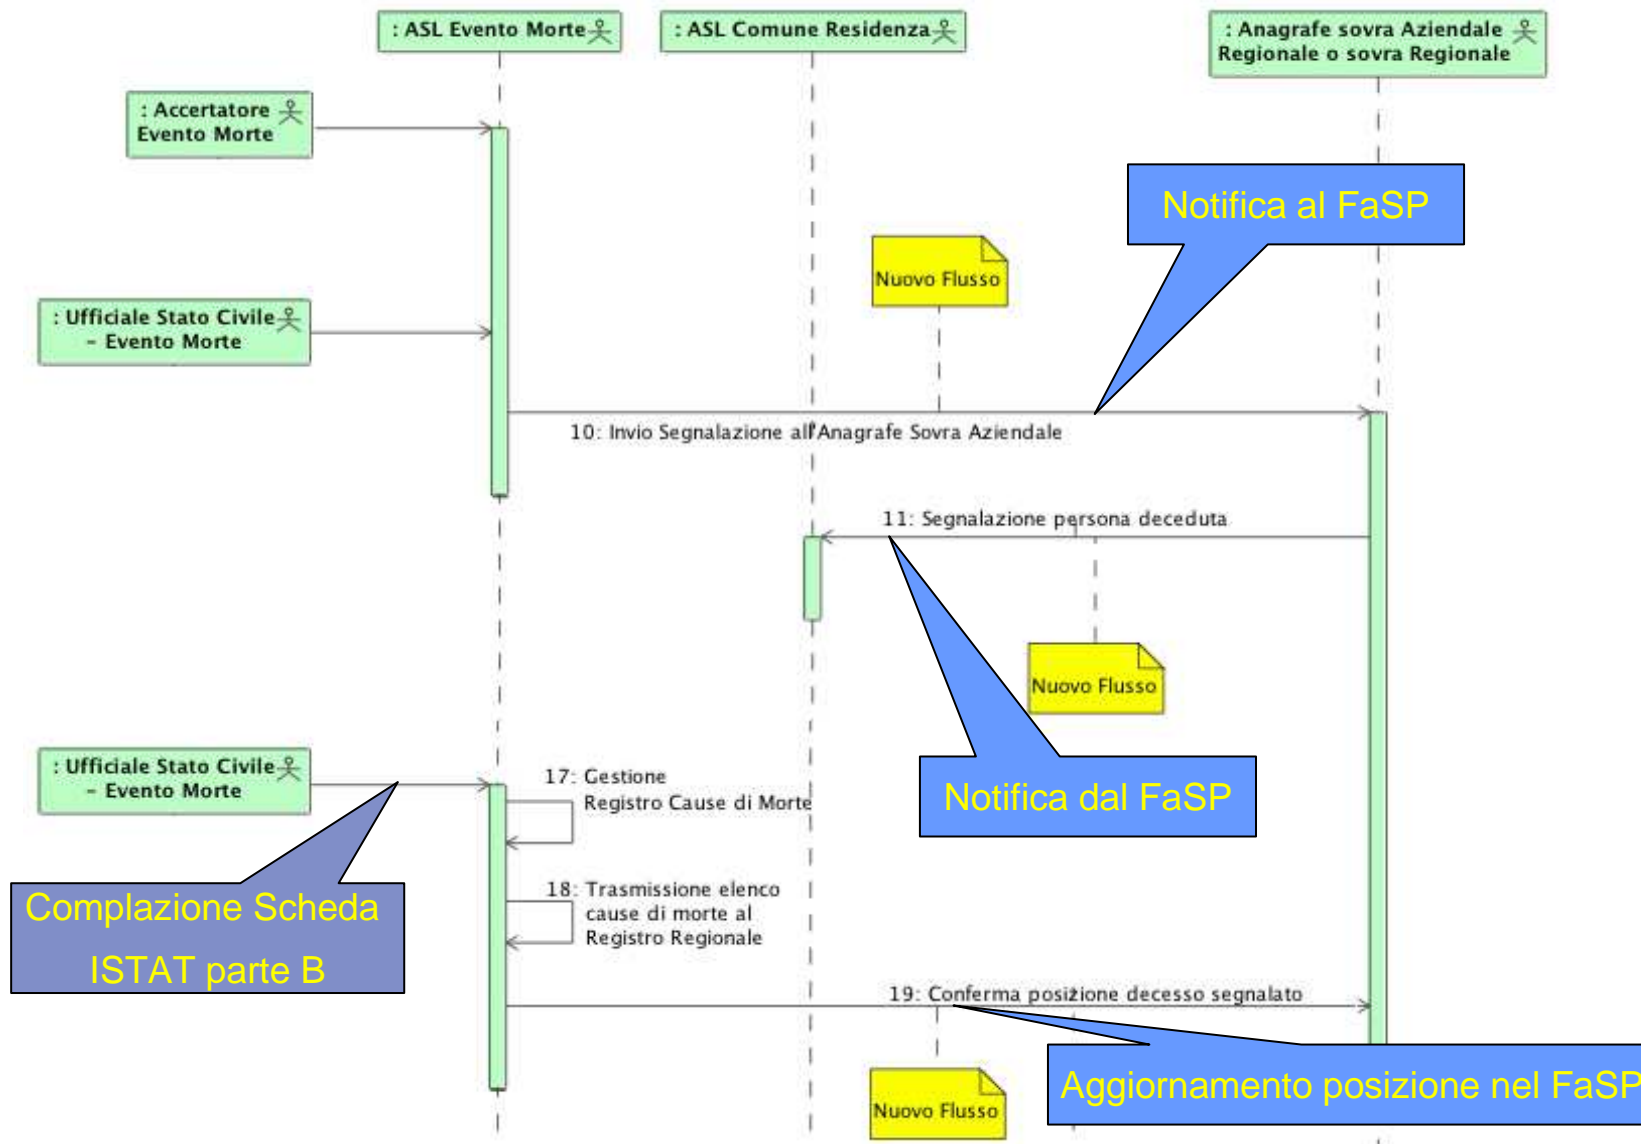 : ASL Evento Morte
: ASL Comune Residenza
: Anagrafe sovra Aziendale
Regionale o sovra Regionale
: Accertatore
Evento Morte
Notifica al FaSP
Nuovo Flusso
: Ufficiale Stato Civile
- Evento Morte
10: Invio Segnalazione all'Anagrafe Sovra Aziendale
11: Segnalazione persona deceduta
Nuovo Flusso
: Ufficiale Stato Civile
- Evento Morte
17: Gestione
Registro Cause di Morte
Notifica dal FaSP
Complazione Scheda
ISTAT parte B
18: Trasmissione elenco
cause di morte al
Registro Regionale
19: Conferma posizione decesso segnalato
Aggiornamento posizione nel FaSP
Nuovo Flusso